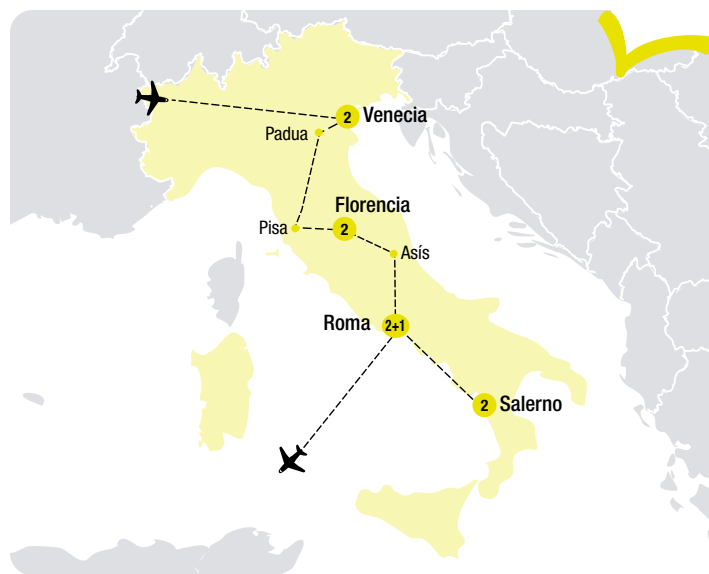 2 Venecia
Padua
Florencia
Pisa
2
Asís
Roma 2+1
2 Salerno